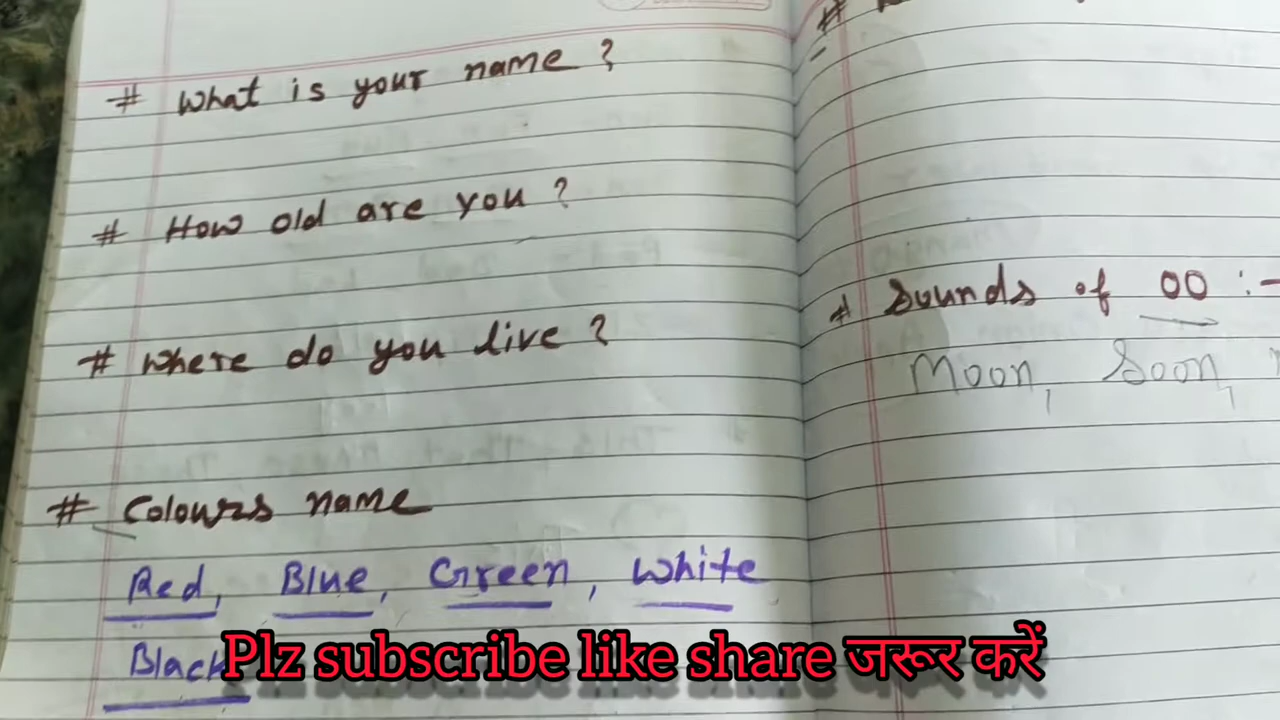 # What is your name ?
# How old are you ?
# Where do you live ?
# Colours name
Red, Blue, Green, White
Black
#
# Sounds of oo :-
Moon, Soon,
Plz subscribe like share जरूर करें